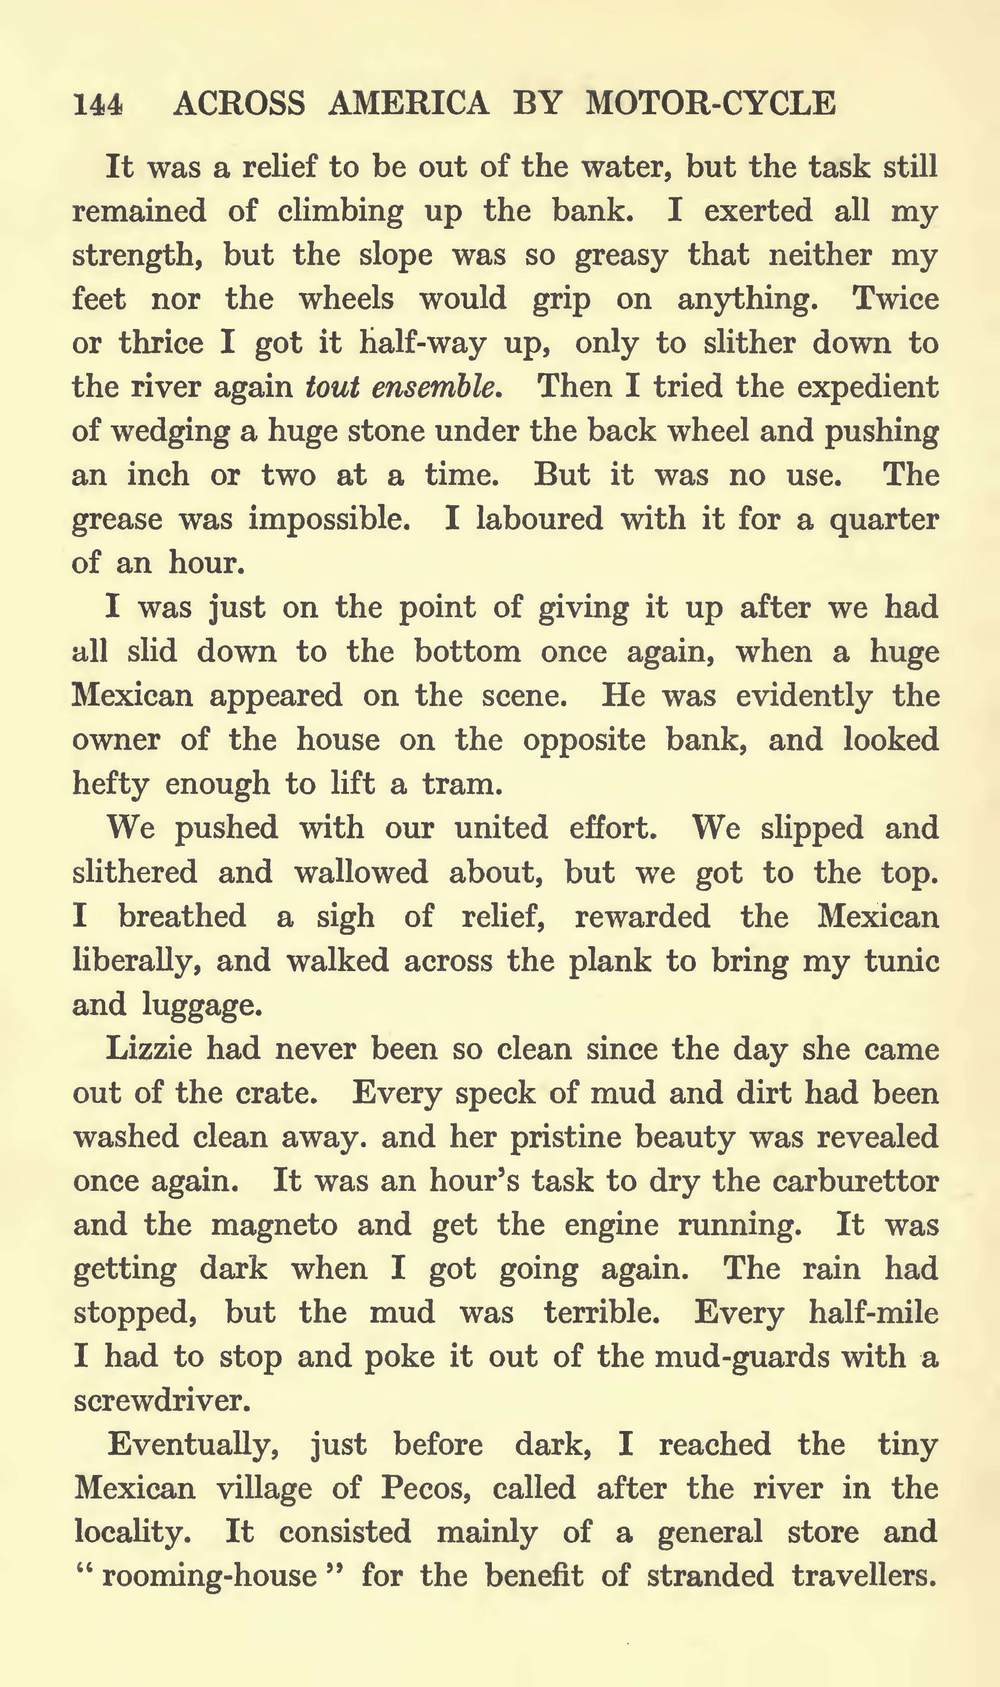 144 ACROSS AMERICA BY MOTOR-CYCLE
It was a relief to be out of the water, but the task still
remained of climbing up the bank. I exerted all my
strength, but the slope was so greasy that neither my
feet nor the wheels would grip on anything. Twice
or thrice I got it half-way up, only to slither down to
the river again tout ensemble. Then I tried the expedient
of wedging a huge stone under the back wheel and pushing
an inch or two at a time. But it was no use. The
grease was impossible. I laboured with it for a quarter
of an hour.
I was just on the point of giving it up after we had
all slid down to the bottom once again, when a huge
Mexican appeared on the scene. He was evidently the
owner of the house on the opposite bank, and looked
hefty enough to lift a tram.
We pushed with our united effort. We slipped and
slithered and wallowed about, but we got to the top.
I breathed a sigh of relief, rewarded the Mexican
liberally, and walked across the plank to bring my tunic
and luggage.
Lizzie had never been so clean since the day she came
out of the crate. Every speck of mud and dirt had been
washed clean away. and her pristine beauty was revealed
once again. It was an hour's task to dry the carburettor
and the magneto and get the engine running. It was
getting dark when I got going again. The rain had
stopped, but the mud was terrible. Every half-mile
I had to stop and poke it out of the mud-guards with a
screwdriver.
Eventually, just before dark, I reached the tiny
Mexican village of Pecos, called after the river in the
locality. It consisted mainly of a general store and
“ rooming-house ” for the benefit of stranded travellers.